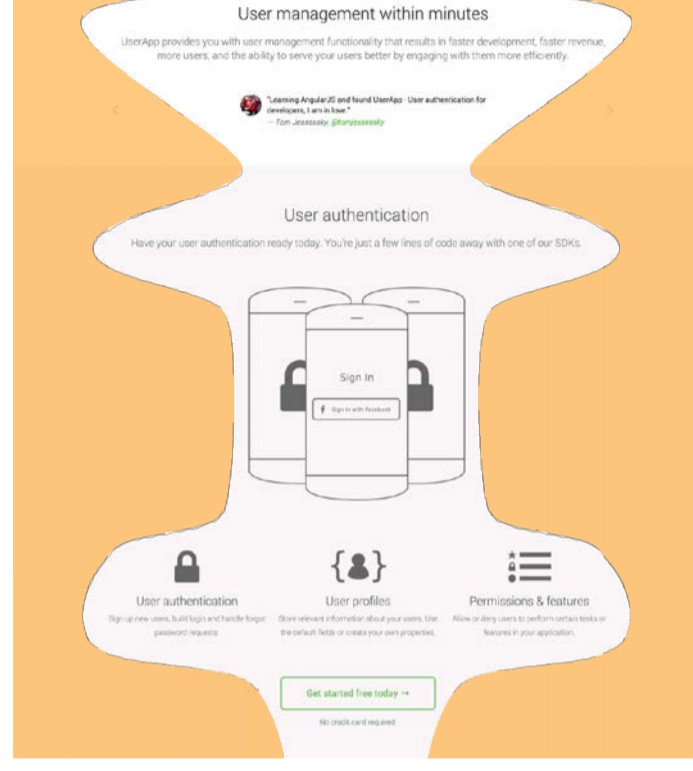 User management within minutes
UserApp provides you with user management functionality that results in faster development, faster revenue,
more users, and the ability to serve your users better by engaging with them more efficiently.
"Learning AngularJS and found UserApp - User authentication for
developers, I am in love."
— Tom Jesessky, @tomjessessky
User authentication
Have your user authentication ready today. You're just a few lines of code away with one of our SDKs.
Sign In
f Sign in with Facebook
User authentication
Sign up new users, build login and handle forgot
password requests.
User profiles
Store relevant information about your users. Use
the default fields or create your own properties.
Permissions & features
Allow or deny users to perform certain tasks or
features in your application.
Get started free today →
No credit card required